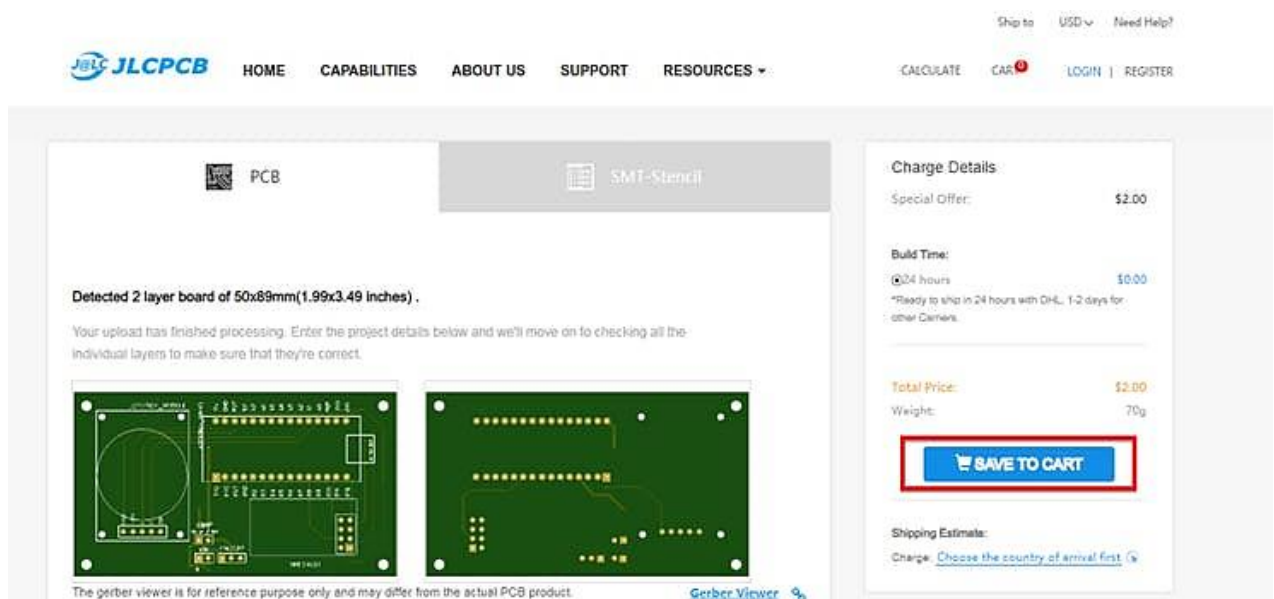 Ship to USD Need Help?
J@LC JLCPCB HOME CAPABILITIES ABOUT US SUPPORT RESOURCES CALCULATE CAR 0 LOGIN | REGISTER
PCB
SMT-Stencil
Detected 2 layer board of 50x89mm(1.99x3.49 inches) .
Your upload has finished processing. Enter the project details below and we'll move on to checking all the
individual layers to make sure that they're correct.
The gerber viewer is for reference purpose only and may differ from the actual PCB product.
Gerber Viewer
Charge Details
Special Offer: $2.00
Build Time:
24 hours $0.00
*Ready to ship in 24 hours with DHL, 1-2 days for
other Carriers.
Total Price: $2.00
Weight: 70g
SAVE TO CART
Shipping Estimate:
Charge: Choose the country of arrival first